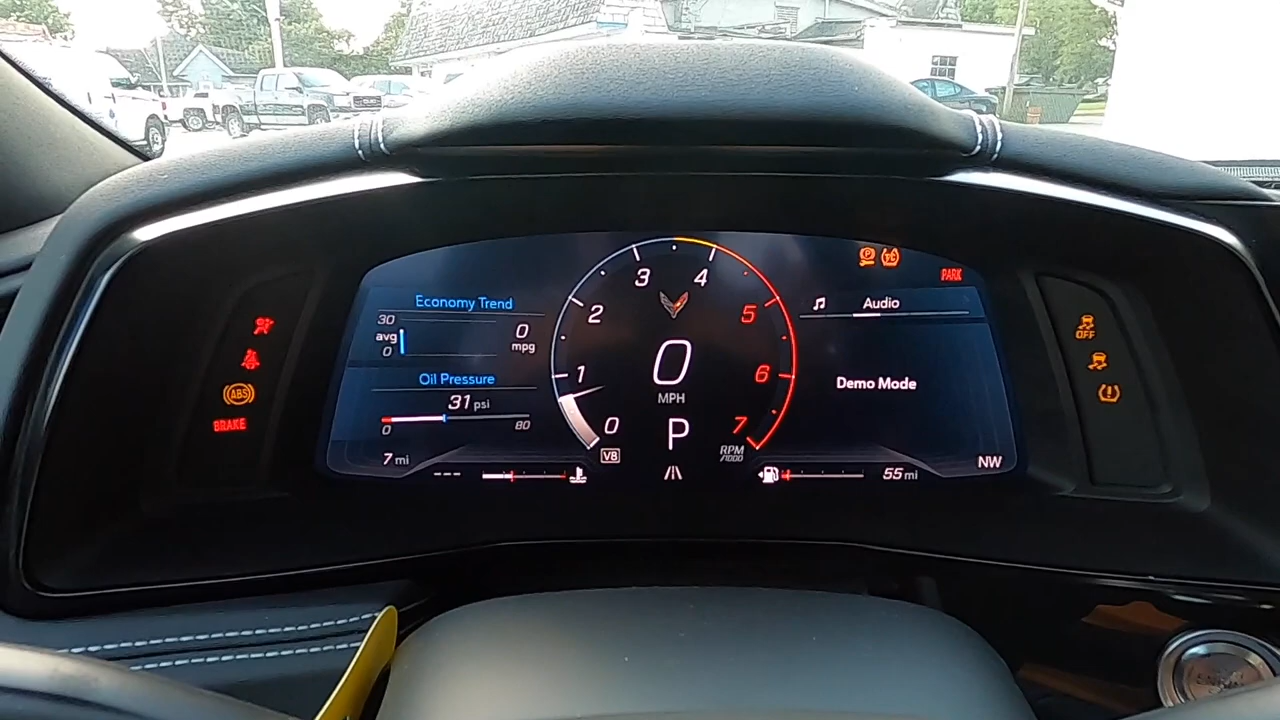 Economy Trend
30
avg
0
0
mpg
Oil Pressure
31 psi
0
80
7 mi
---
0
1
2
3
4
5
6
7
0
MPH
P
V8
RPM
/1000
Audio
Demo Mode
PARK
NW
55 mi
ABS
BRAKE
OFF